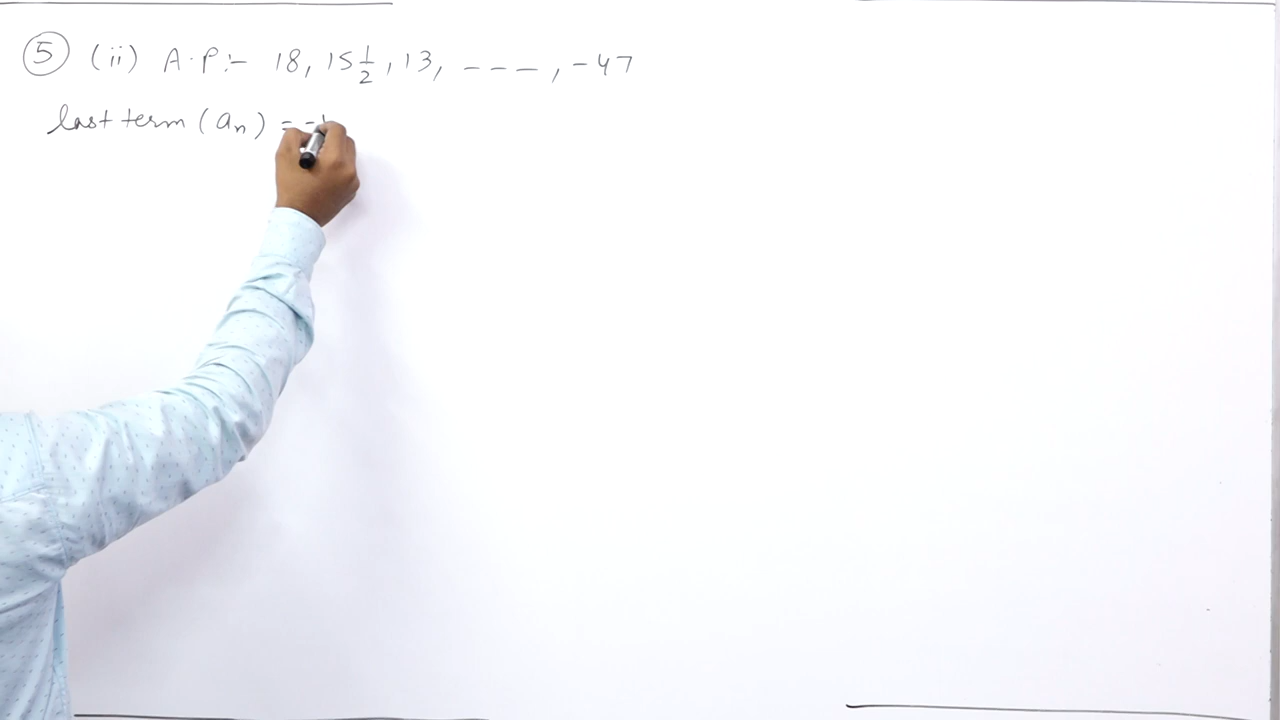 5 (ii) A.P:- 18, 15 1/2, 13, - - - , -47
last term (an) = -